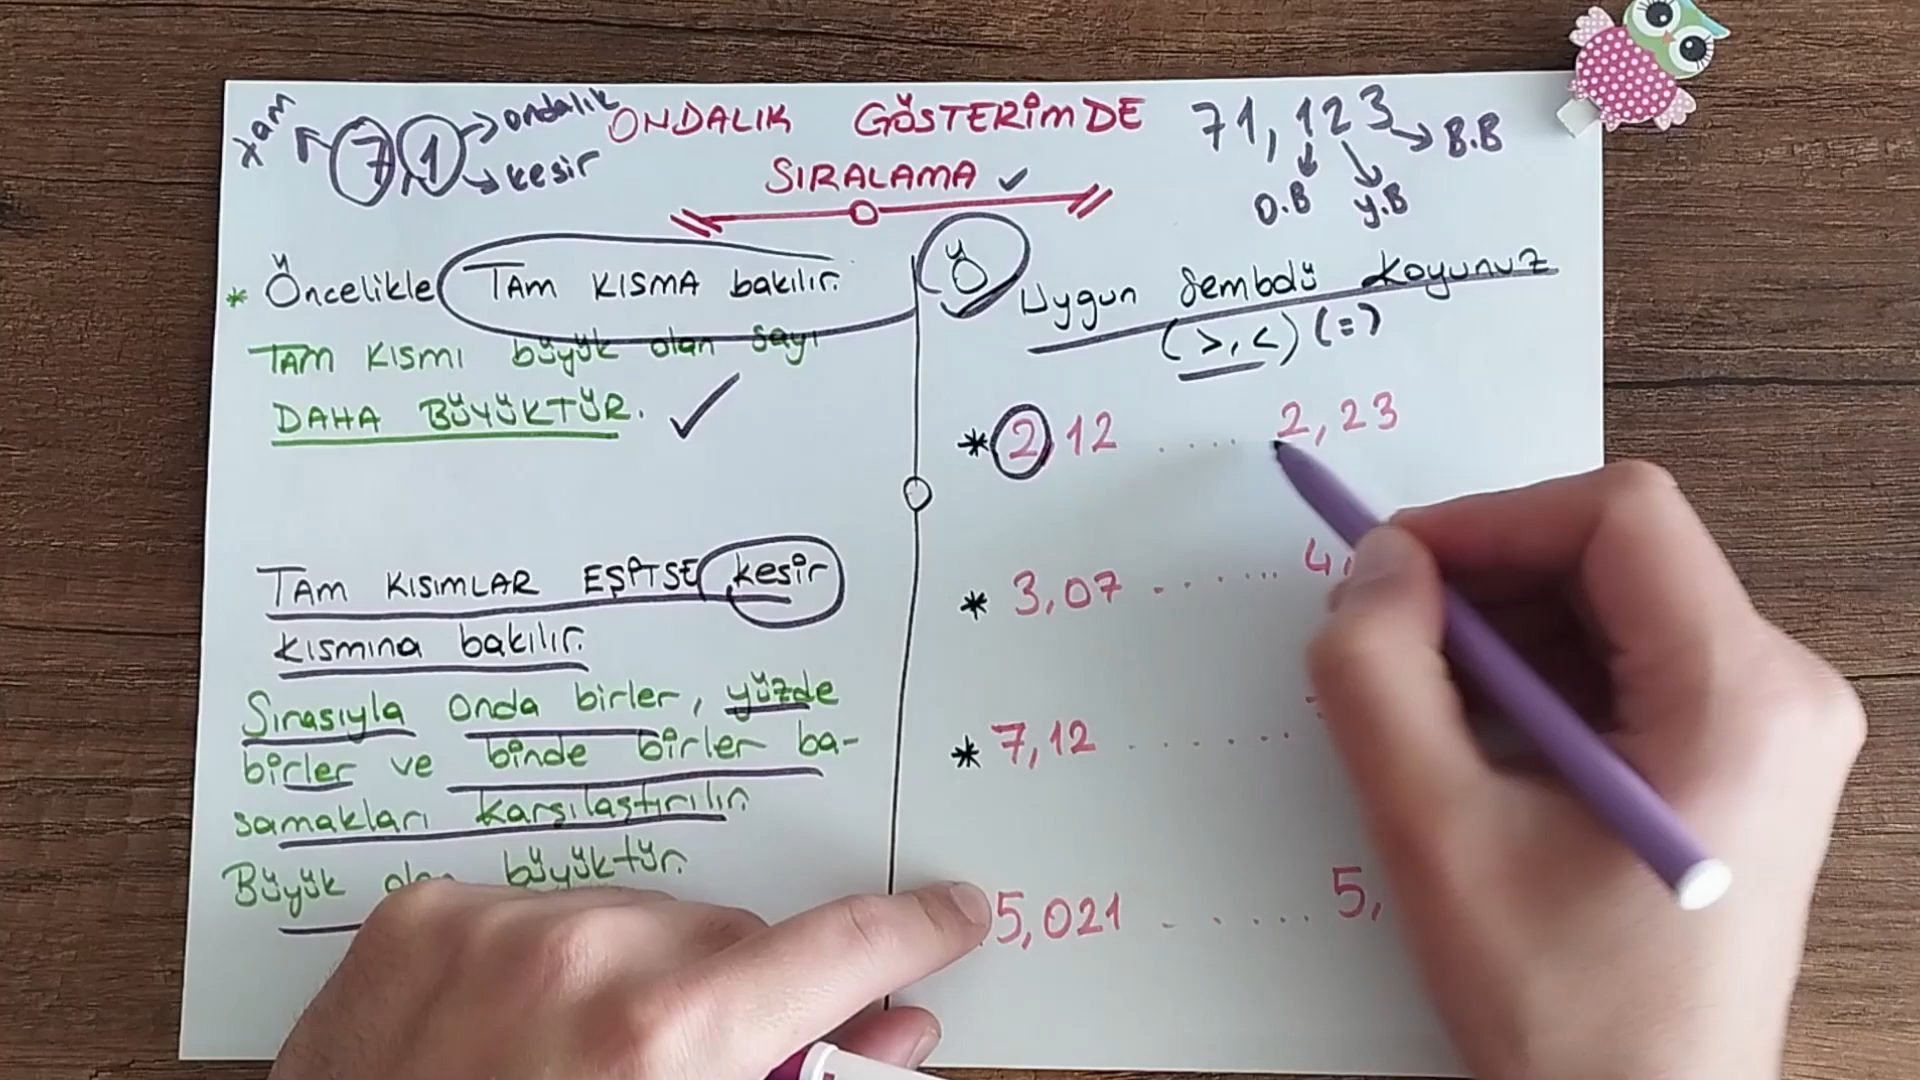 ONDALIK GÖSTERİMDE
SIRALAMA ✓
Tam 7,1 ondalık kesir
71,123
O.B y.B B.B
* Öncelikle TAM KISMA bakılır.
TAM KISMI büyük olan sayı
DAHA BÜYÜKTÜR. ✓
TAM KISIMLAR EŞİTSE kesir
kısmına bakılır.
Sırasıyla onda birler, yüzde
birler ve binde birler ba-
samakları karşılaştırılır.
Büyük olan büyüktür.
Ö
Uygun Sembolü Koyunuz
(>,<) (=)
* 2,12 .... 2,23
* 3,07 ....... 4,
* 7,12 .......
5,021 ...... 5,